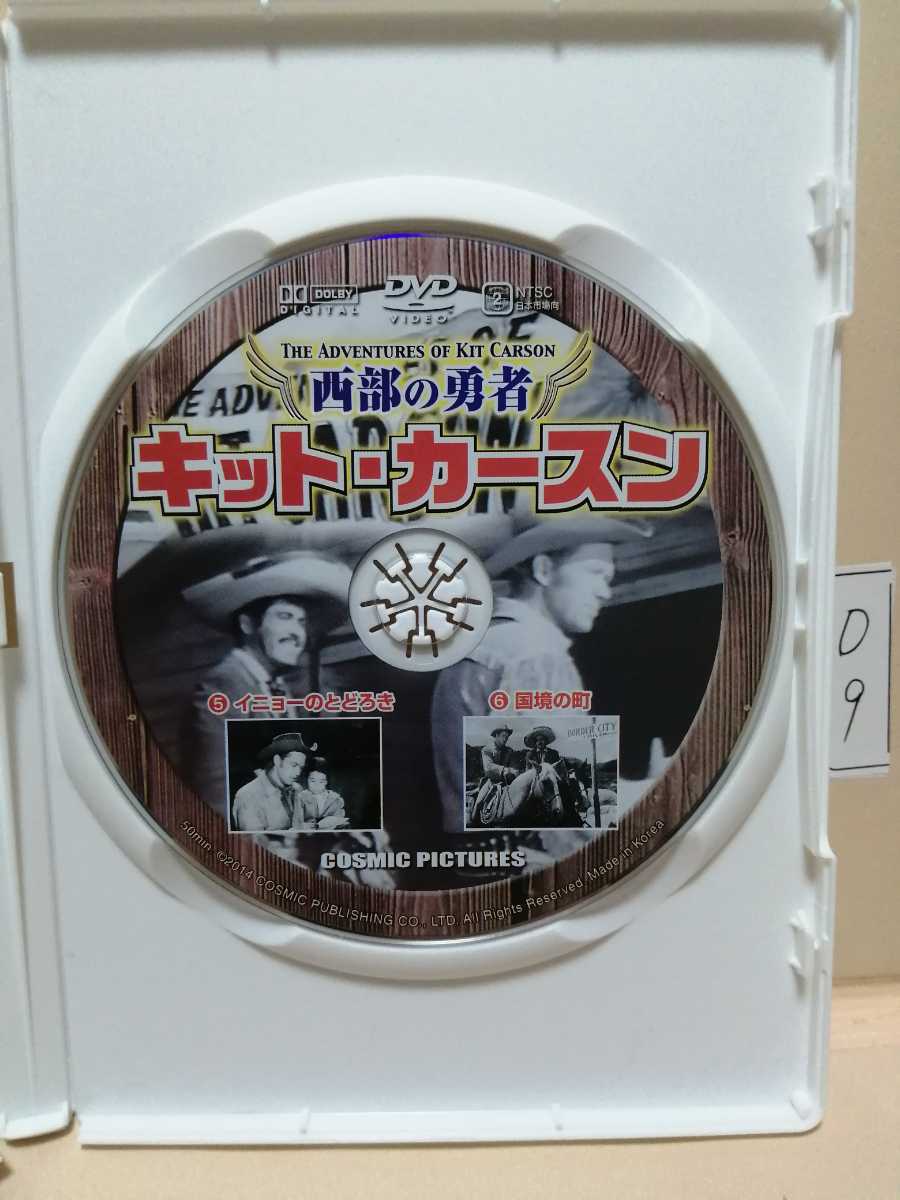 DOLBY
DIGITAL
DVD
VIDEO
2
NTSC
日本市場向
THE ADVENTURES OF KIT CARSON
西部の勇者
キット・カースン
❺ イニョーのとどろき
❻ 国境の町
BORDER CITY
COSMIC PICTURES
50min. ©2014 COSMIC PUBLISHING CO., LTD. All Rights Reserved. Made in Korea
D
9